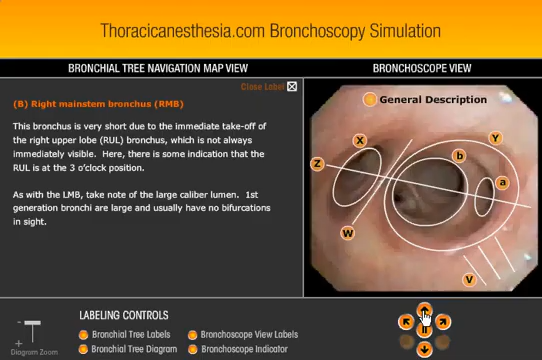 Thoracicanesthesia.com Bronchoscopy Simulation
BRONCHIAL TREE NAVIGATION MAP VIEW
BRONCHOSCOPE VIEW
Close Label
(B) Right mainstem bronchus (RMB)
This bronchus is very short due to the immediate take-off of
the right upper lobe (RUL) bronchus, which is not always
immediately visible. Here, there is some indication that the
RUL is at the 3 o'clock position.
As with the LMB, take note of the large caliber lumen. 1st
generation bronchi are large and usually have no bifurcations
in sight.
General Description
X
Y
Z
b
a
W
V
LABELING CONTROLS
Bronchial Tree Labels
Bronchoscope View Labels
Bronchial Tree Diagram
Bronchoscope Indicator
Diagram Zoom